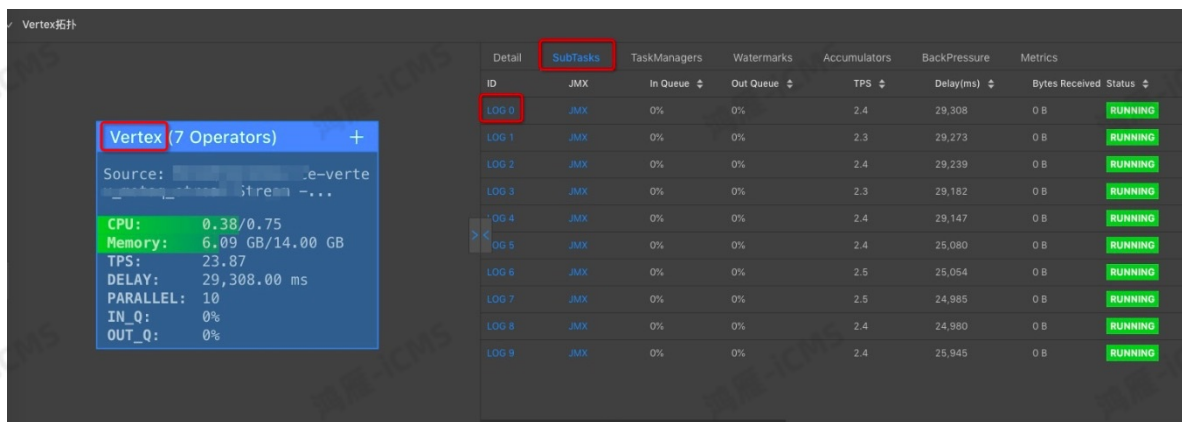 Vertex拓扑
Detail SubTasks TaskManagers Watermarks Accumulators BackPressure Metrics
ID JMX In Queue Out Queue TPS Delay(ms) Bytes Received Status
LOG 0 JMX 0% 0% 2.4 29,308 0 B RUNNING
LOG 1 JMX 0% 0% 2.3 29,273 0 B RUNNING
LOG 2 JMX 0% 0% 2.4 29,239 0 B RUNNING
LOG 3 JMX 0% 0% 2.3 29,182 0 B RUNNING
OG 4 JMX 0% 0% 2.4 29,147 0 B RUNNING
OG 5 JMX 0% 0% 2.4 25,080 0 B RUNNING
LOG 6 JMX 0% 0% 2.5 25,054 0 B RUNNING
LOG 7 JMX 0% 0% 2.5 24,985 0 B RUNNING
LOG 8 JMX 0% 0% 2.4 24,980 0 B RUNNING
LOG 9 JMX 0% 0% 2.4 25,945 0 B RUNNING
Vertex (7 Operators) +
Source: e-verte
Stream -...
CPU: 0.38/0.75
Memory: 6.09 GB/14.00 GB
TPS: 23.87
DELAY: 29,308.00 ms
PARALLEL: 10
IN_Q: 0%
OUT_Q: 0%